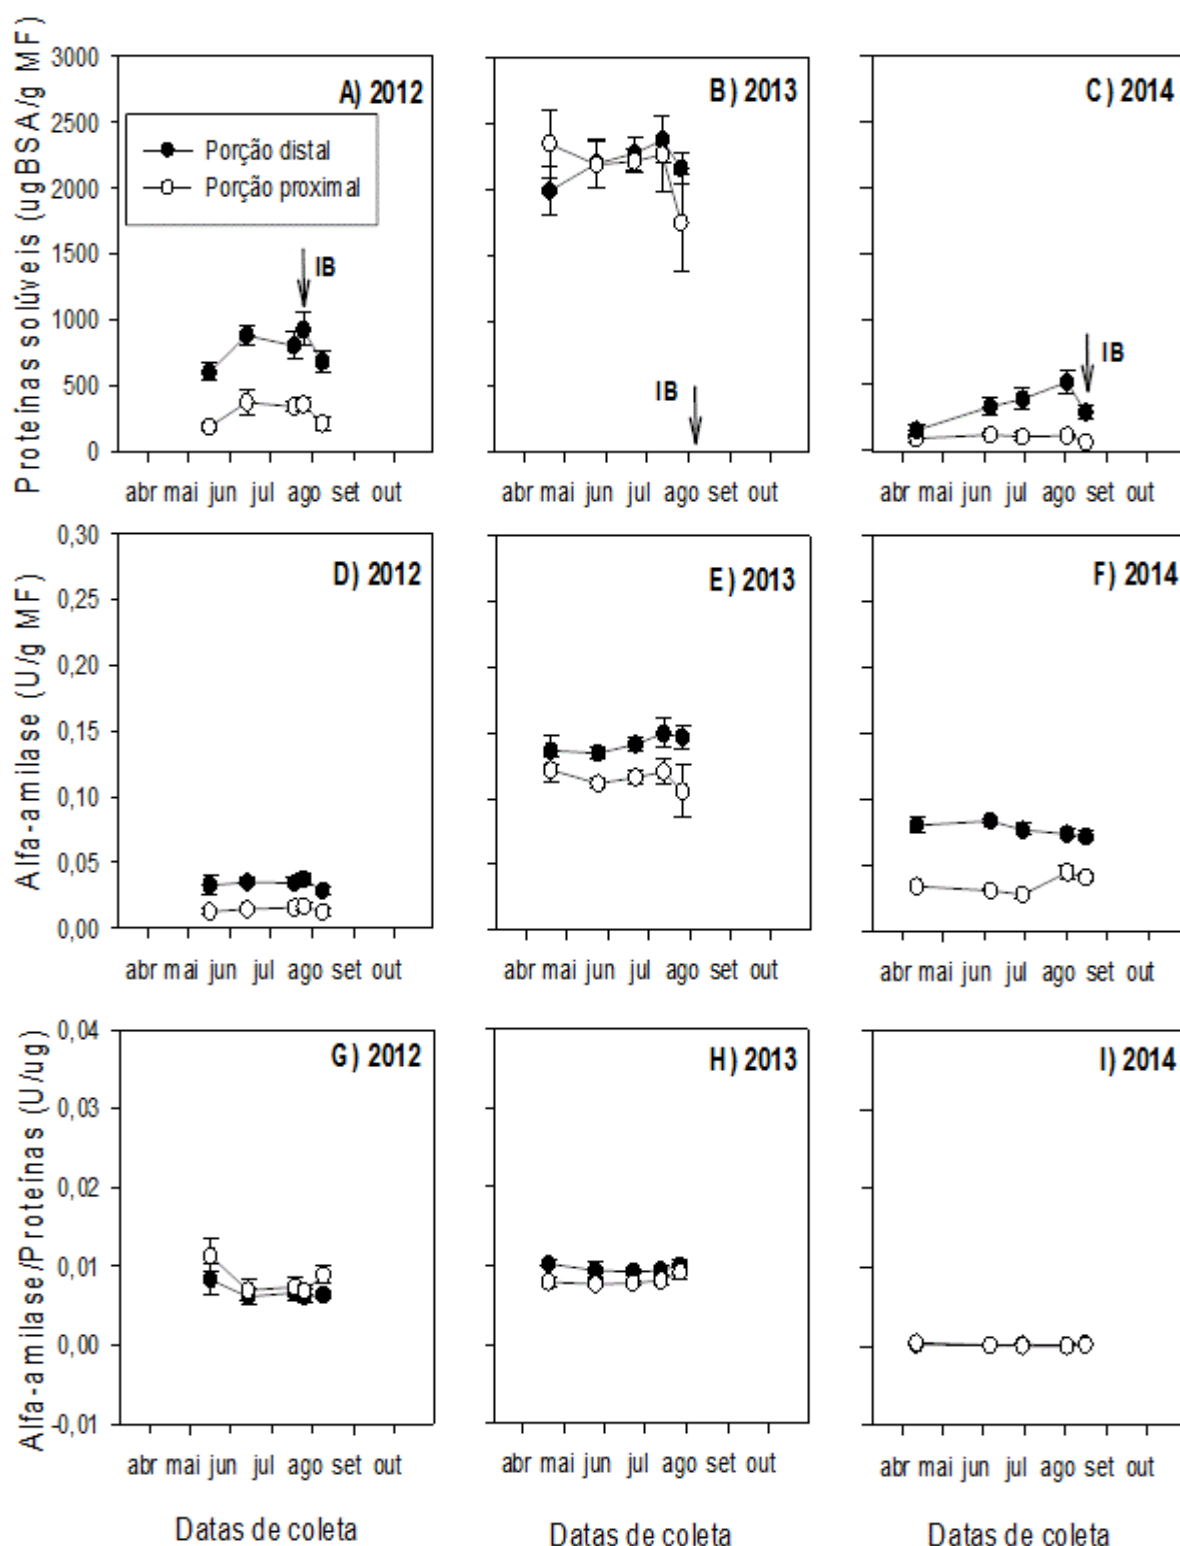 Proteínas solúveis (ugBSA/g MF)
3000
2500
2000
1500
1000
500
0
A) 2012
Porção distal
Porção proximal
IB
abr mai jun jul ago set out
B) 2013
IB
abr mai jun jul ago set out
C) 2014
IB
abr mai jun jul ago set out
Alfa-amilase (U/g MF)
0,30
0,25
0,20
0,15
0,10
0,05
0,00
D) 2012
abr mai jun jul ago set out
E) 2013
abr mai jun jul ago set out
F) 2014
abr mai jun jul ago set out
Alfa-amilase/Proteínas (U/ug)
0,04
0,03
0,02
0,01
0,00
-0,01
G) 2012
abr mai jun jul ago set out
Datas de coleta
H) 2013
abr mai jun jul ago set out
Datas de coleta
I) 2014
abr mai jun jul ago set out
Datas de coleta